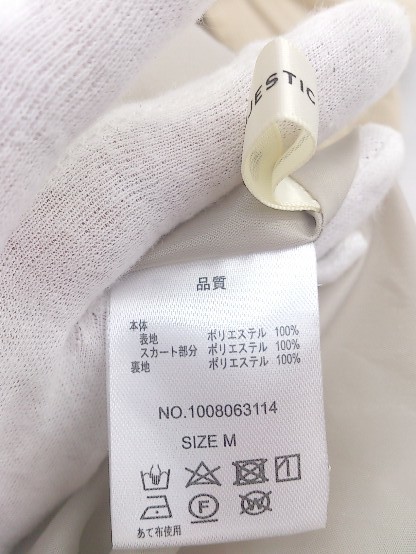 ESTIC
品質
本体
表地 ポリエステル 100%
スカート部分 ポリエステル 100%
裏地 ポリエステル 100%
NO.1008063114
SIZE M
F W
あて布使用